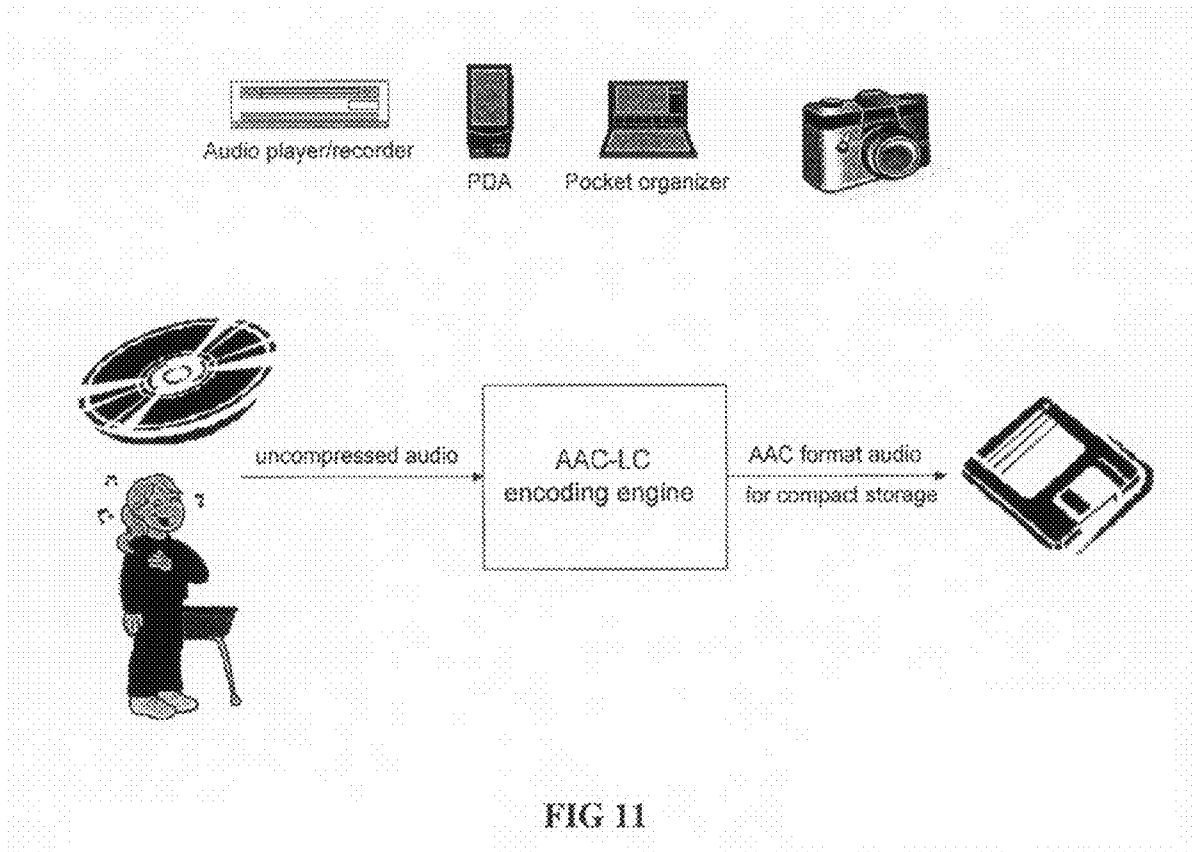 Audio player/recorder
PDA
Pocket organizer
uncompressed audio
AAC-LC
encoding engine
AAC format audio
for compact storage
FIG 11